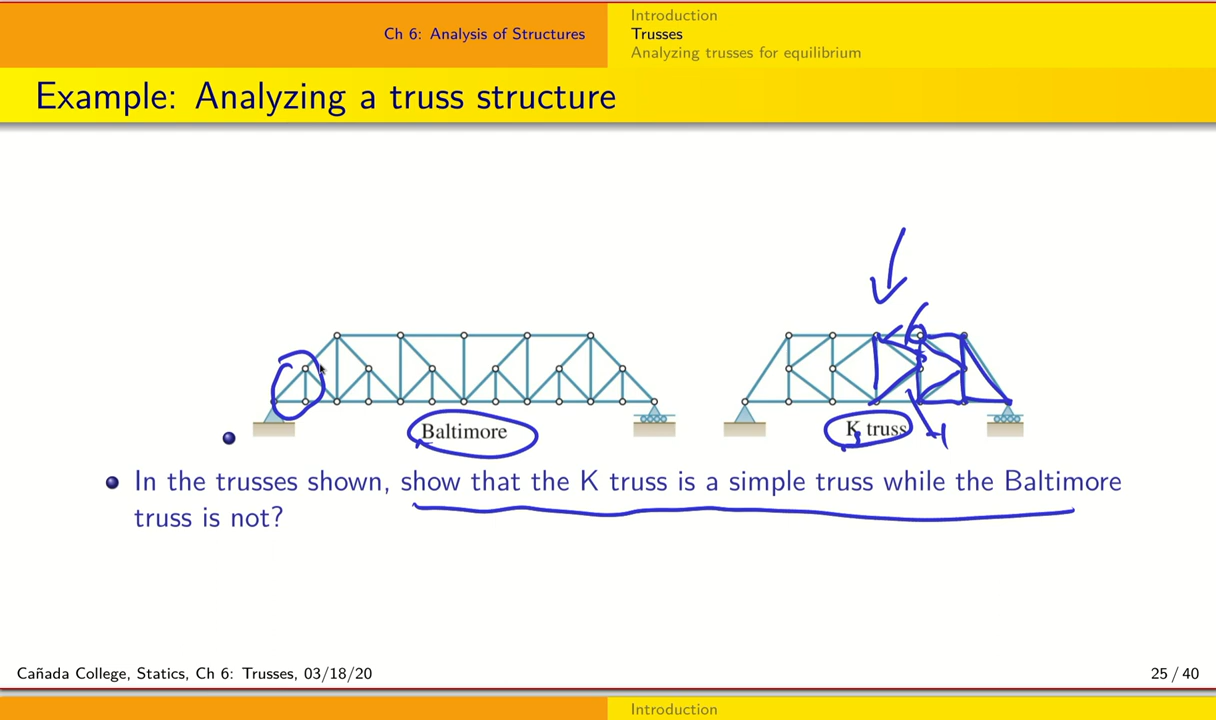 Ch 6: Analysis of Structures
Introduction
Trusses
Analyzing trusses for equilibrium
Example: Analyzing a truss structure
Baltimore
K truss
In the trusses shown, show that the K truss is a simple truss while the Baltimore
truss is not?
Cañada College, Statics, Ch 6: Trusses, 03/18/20
25 / 40
Introduction